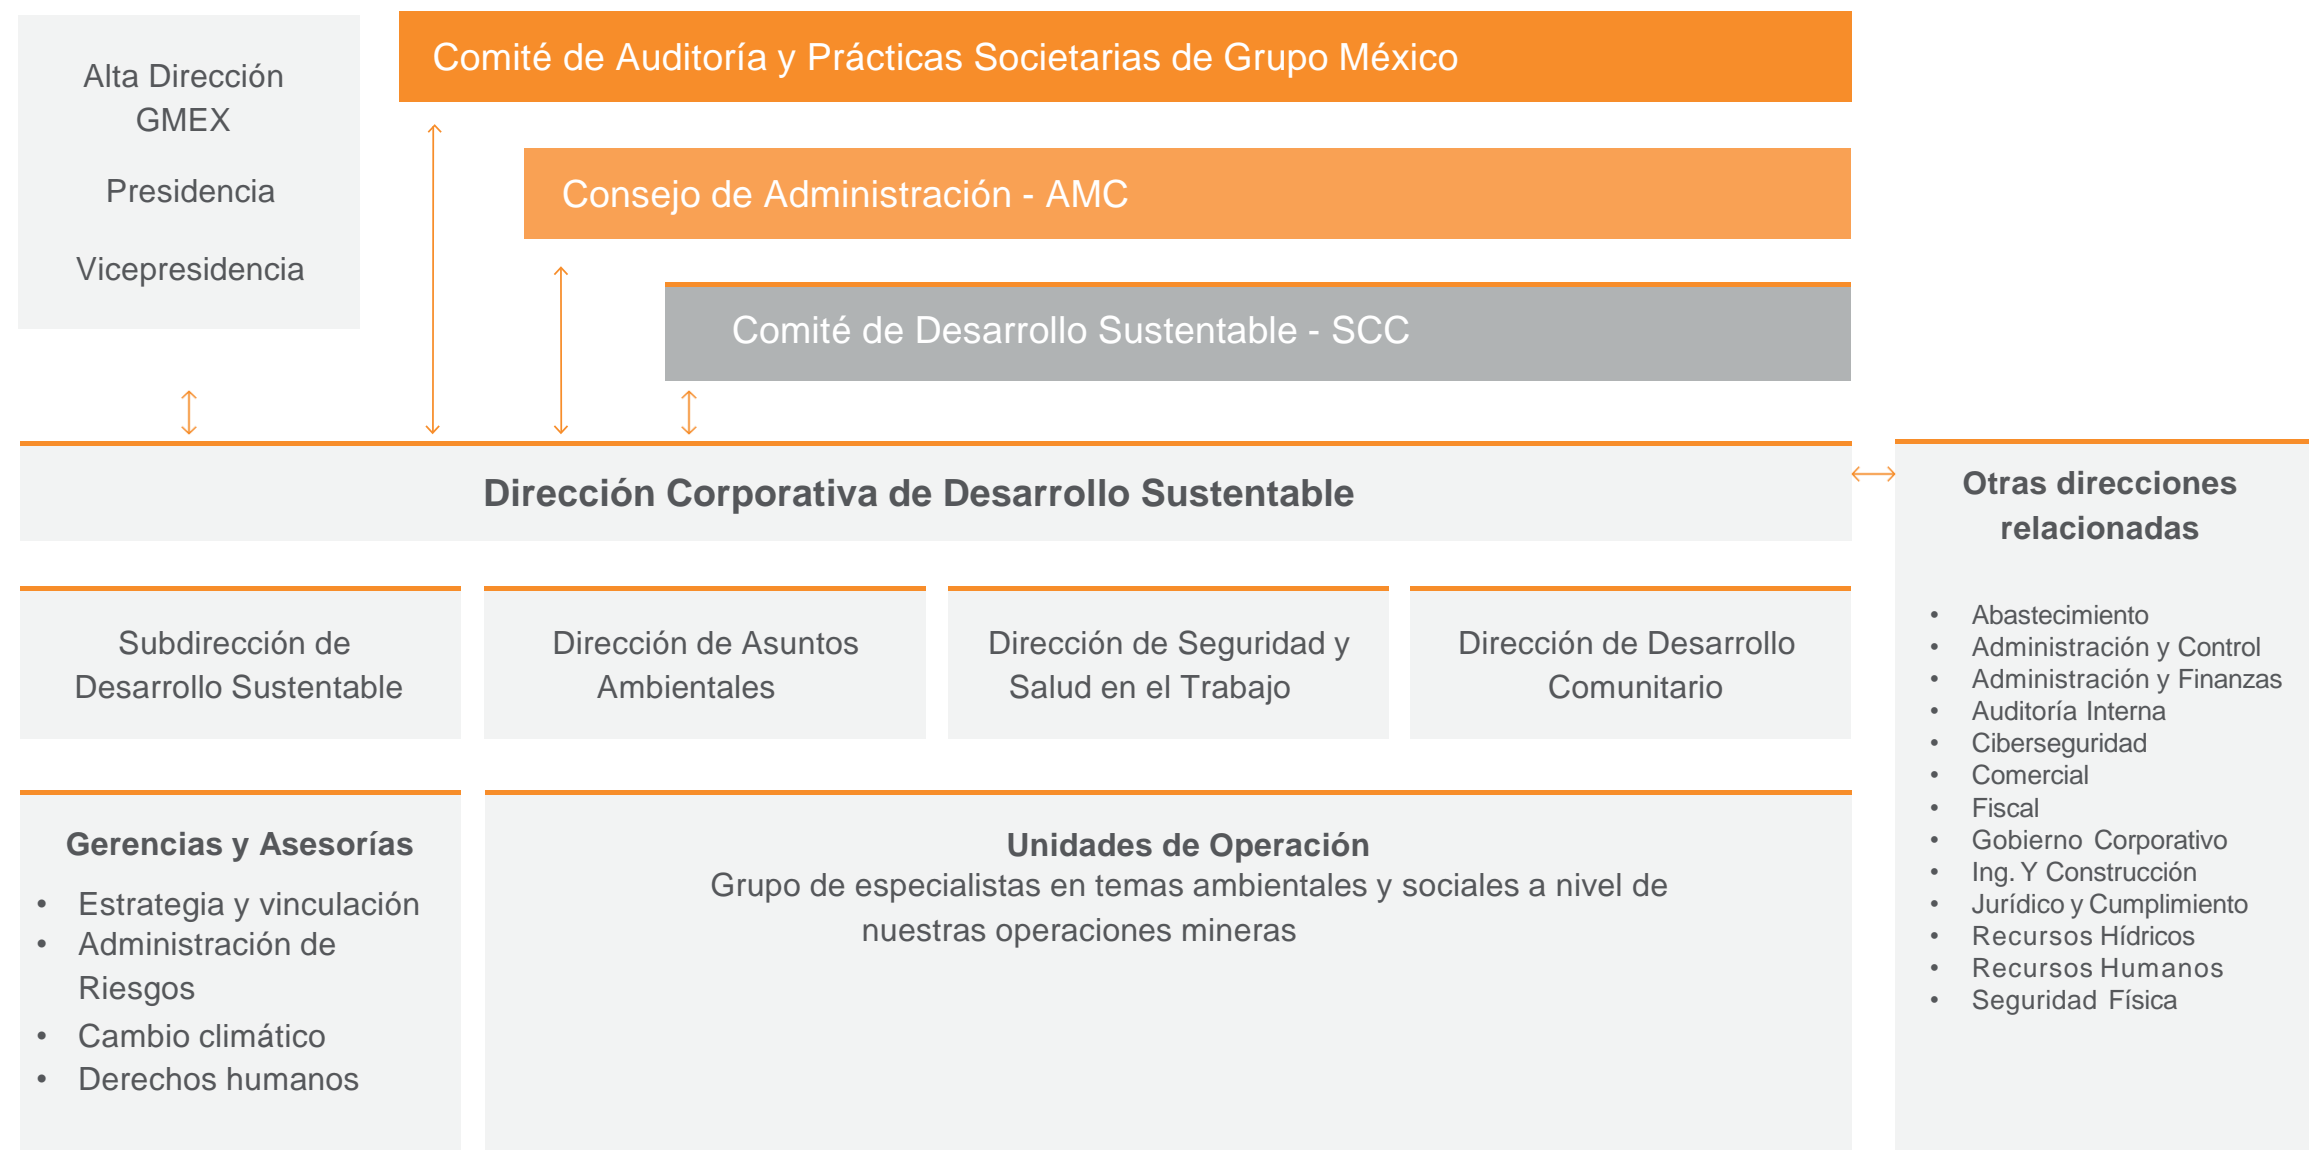 Alta Dirección
GMEX
Presidencia
Vicepresidencia
Comité de Auditoría y Prácticas Societarias de Grupo México
Consejo de Administración - AMC
Comité de Desarrollo Sustentable - SCC
Dirección Corporativa de Desarrollo Sustentable
Subdirección de
Desarrollo Sustentable
Dirección de Asuntos
Ambientales
Dirección de Seguridad y
Salud en el Trabajo
Dirección de Desarrollo
Comunitario
Gerencias y Asesorías
• Estrategia y vinculación
• Administración de
Riesgos
• Cambio climático
• Derechos humanos
Unidades de Operación
Grupo de especialistas en temas ambientales y sociales a nivel de
nuestras operaciones mineras
Otras direcciones
relacionadas
• Abastecimiento
• Administración y Control
• Administración y Finanzas
• Auditoría Interna
• Ciberseguridad
• Comercial
• Fiscal
• Gobierno Corporativo
• Ing. Y Construcción
• Jurídico y Cumplimiento
• Recursos Hídricos
• Recursos Humanos
• Seguridad Física